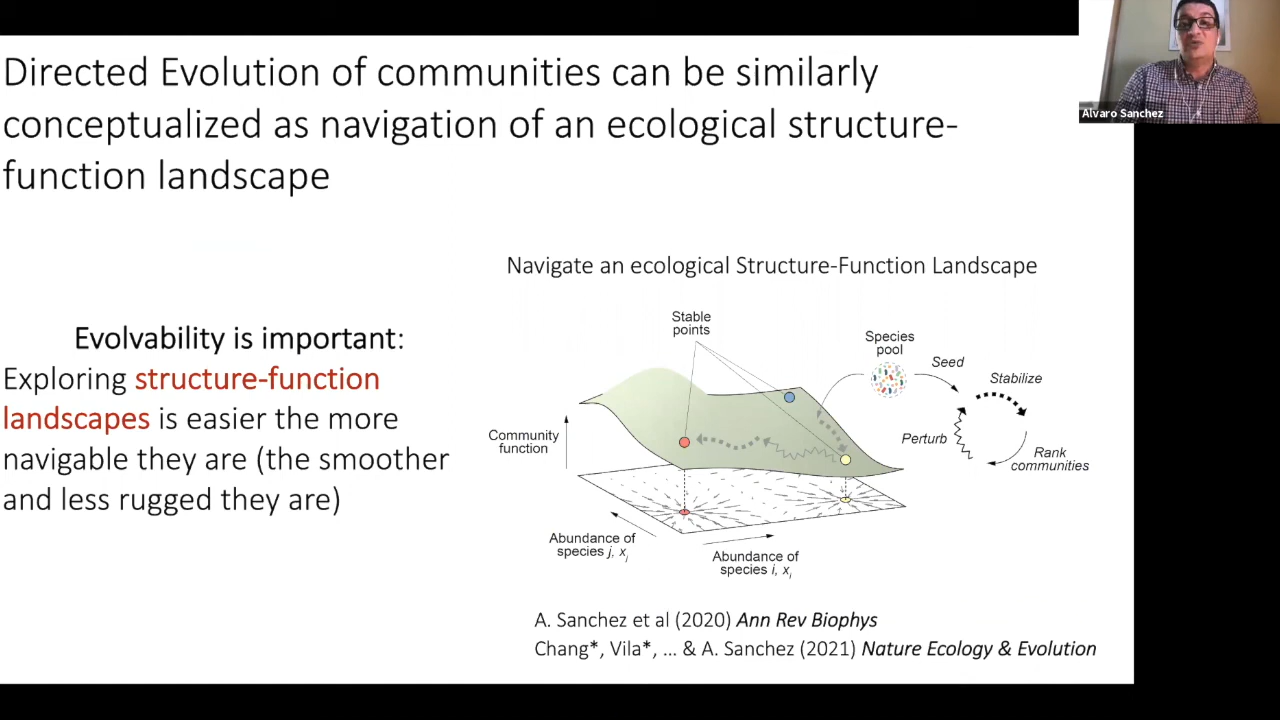 Directed Evolution of communities can be similarly
conceptualized as navigation of an ecological structure-
function landscape
Alvaro Sanchez
Navigate an ecological Structure-Function Landscape
Evolvability is important:
Exploring structure-function
landscapes is easier the more
navigable they are (the smoother
and less rugged they are)
Stable
points
Species
pool
Seed
Stabilize
Perturb
Rank
communities
Community
function
Abundance of
species j, xj
Abundance of
species i, xi
A. Sanchez et al (2020) Ann Rev Biophys
Chang*, Vila*, ... & A. Sanchez (2021) Nature Ecology & Evolution